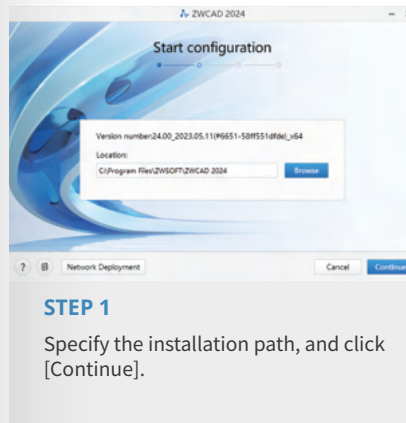 ZWCAD 2024
Start configuration
Version number:24.00_2023.05.11(#6651-58ff551dfde)_x64
Location:
C:\Program Files\ZWSOFT\ZWCAD 2024
Browse
? Network Deployment Cancel Continue
STEP 1
Specify the installation path, and click
[Continue].